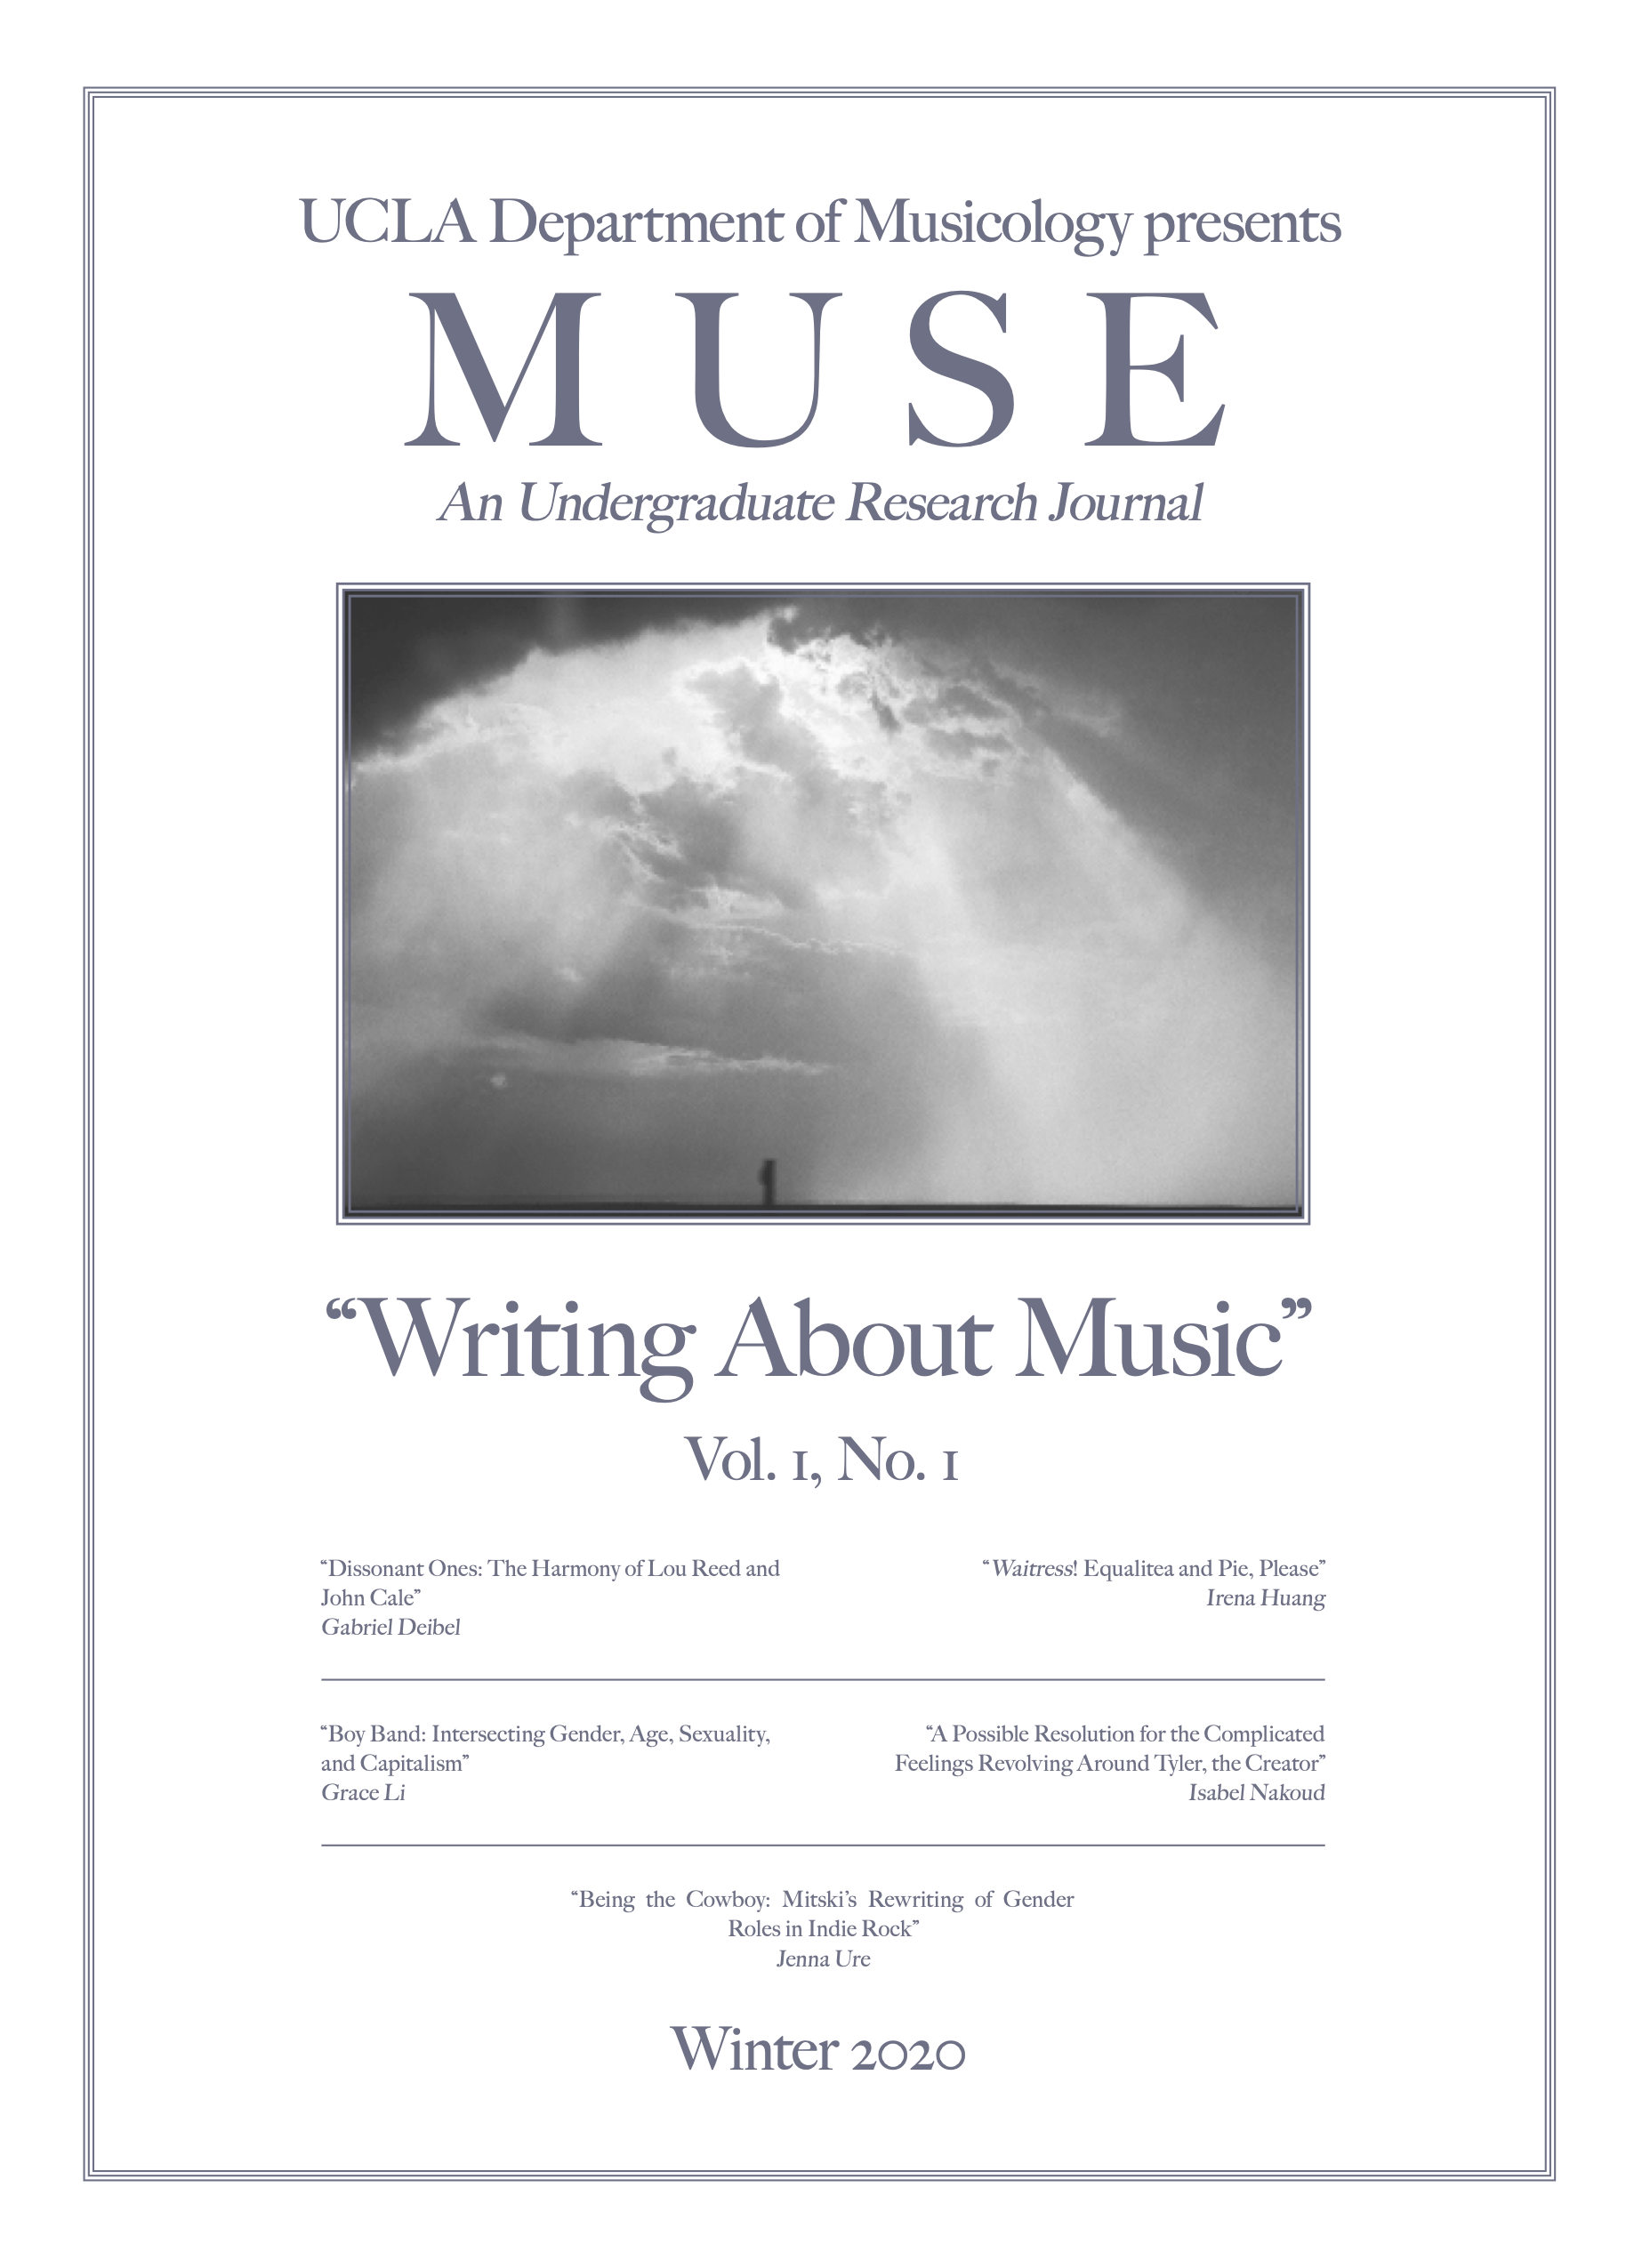 UCLA Department of Musicology presents
MUSE
An Undergraduate Research Journal
“Writing About Music”
Vol. 1, No. 1
“Dissonant Ones: The Harmony of Lou Reed and
John Cale”
Gabriel Deibel
“Waitress! Equalitea and Pie, Please”
Irena Huang
“Boy Band: Intersecting Gender, Age, Sexuality,
and Capitalism”
Grace Li
“A Possible Resolution for the Complicated
Feelings Revolving Around Tyler, the Creator”
Isabel Nakoud
“Being the Cowboy: Mitski’s Rewriting of Gender
Roles in Indie Rock”
Jenna Ure
Winter 2020